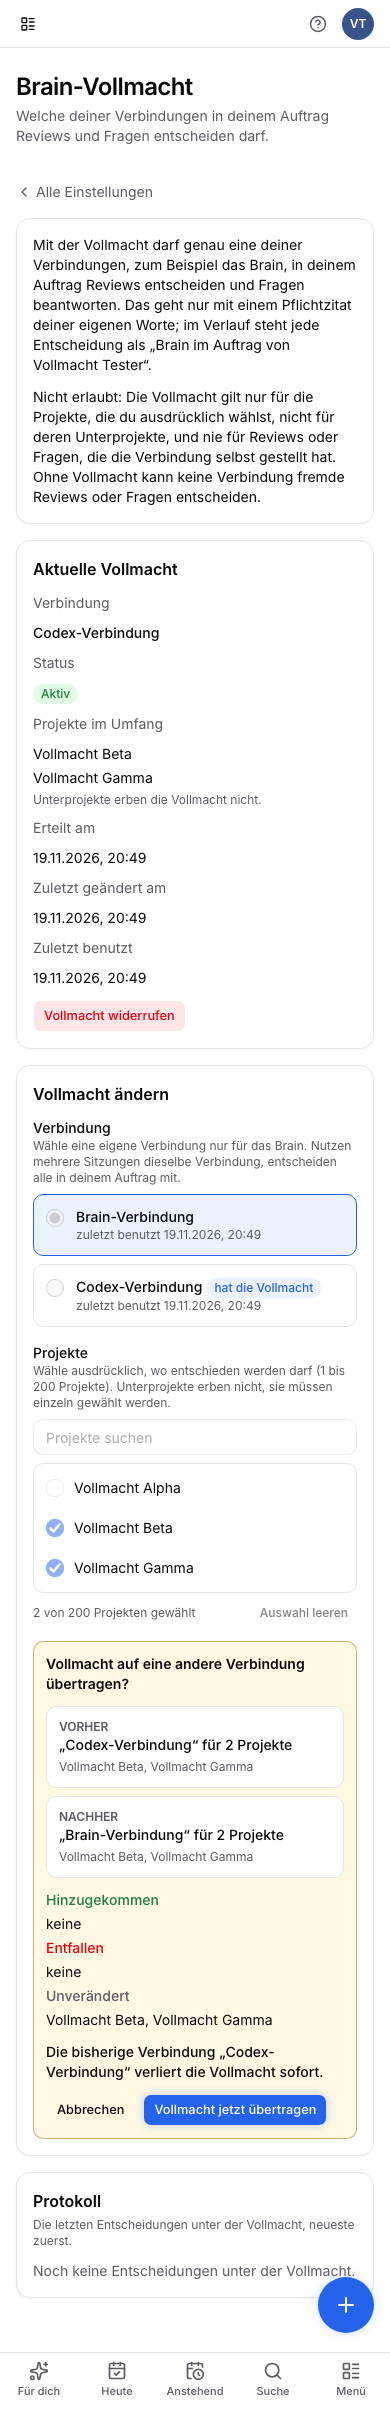 VT
Brain-Vollmacht
Welche deiner Verbindungen in deinem Auftrag
Reviews und Fragen entscheiden darf.
Alle Einstellungen
Mit der Vollmacht darf genau eine deiner
Verbindungen, zum Beispiel das Brain, in deinem
Auftrag Reviews entscheiden und Fragen
beantworten. Das geht nur mit einem Pflichtzitat
deiner eigenen Worte; im Verlauf steht jede
Entscheidung als „Brain im Auftrag von
Vollmacht Tester“.
Nicht erlaubt: Die Vollmacht gilt nur für die
Projekte, die du ausdrücklich wählst, nicht für
deren Unterprojekte, und nie für Reviews oder
Fragen, die die Verbindung selbst gestellt hat.
Ohne Vollmacht kann keine Verbindung fremde
Reviews oder Fragen entscheiden.
Aktuelle Vollmacht
Verbindung
Codex-Verbindung
Status
Aktiv
Projekte im Umfang
Vollmacht Beta
Vollmacht Gamma
Unterprojekte erben die Vollmacht nicht.
Erteilt am
19.11.2026, 20:49
Zuletzt geändert am
19.11.2026, 20:49
Zuletzt benutzt
19.11.2026, 20:49
Vollmacht widerrufen
Vollmacht ändern
Verbindung
Wähle eine eigene Verbindung nur für das Brain. Nutzen
mehrere Sitzungen dieselbe Verbindung, entscheiden
alle in deinem Auftrag mit.
Brain-Verbindung
zuletzt benutzt 19.11.2026, 20:49
Codex-Verbindung hat die Vollmacht
zuletzt benutzt 19.11.2026, 20:49
Projekte
Wähle ausdrücklich, wo entschieden werden darf (1 bis
200 Projekte). Unterprojekte erben nicht, sie müssen
einzeln gewählt werden.
Projekte suchen
Vollmacht Alpha
Vollmacht Beta
Vollmacht Gamma
2 von 200 Projekten gewählt Auswahl leeren
Vollmacht auf eine andere Verbindung
übertragen?
VORHER
„Codex-Verbindung“ für 2 Projekte
Vollmacht Beta, Vollmacht Gamma
NACHHER
„Brain-Verbindung“ für 2 Projekte
Vollmacht Beta, Vollmacht Gamma
Hinzugekommen
keine
Entfallen
keine
Unverändert
Vollmacht Beta, Vollmacht Gamma
Die bisherige Verbindung „Codex-
Verbindung“ verliert die Vollmacht sofort.
Abbrechen Vollmacht jetzt übertragen
Protokoll
Die letzten Entscheidungen unter der Vollmacht, neueste
zuerst.
Noch keine Entscheidungen unter der Vollmacht.
Für dich Heute Anstehend Suche Menü